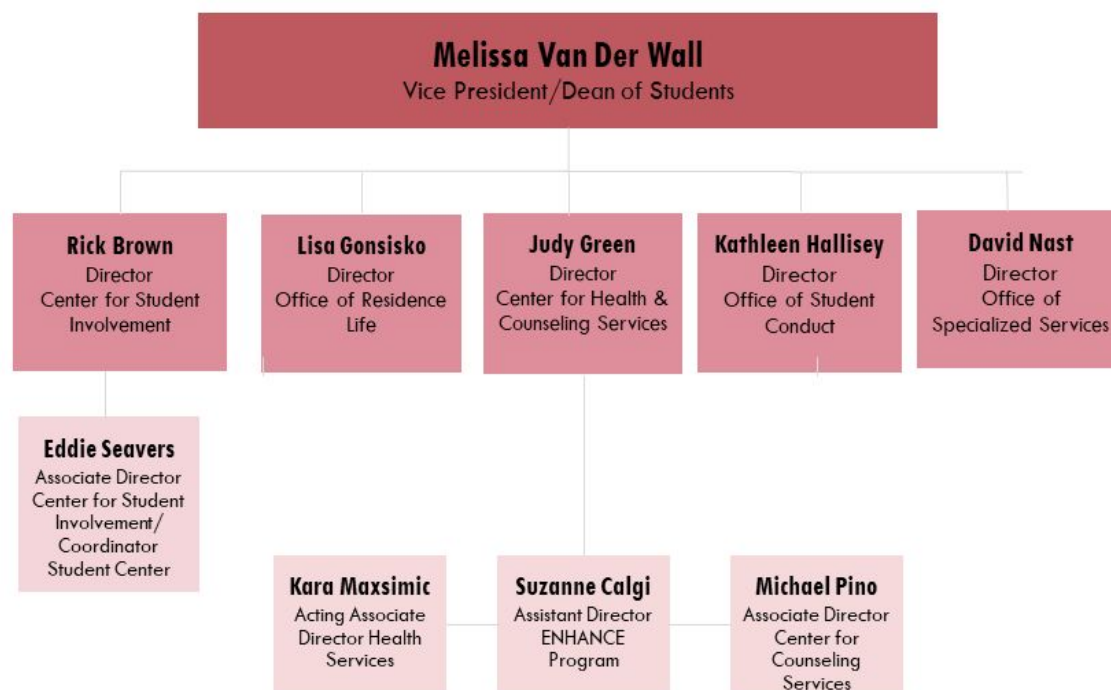 Melissa Van Der Wall
Vice President/Dean of Students
Rick Brown
Director
Center for Student
Involvement
Lisa Gonsisko
Director
Office of Residence
Life
Judy Green
Director
Center for Health &
Counseling Services
Kathleen Hallisey
Director
Office of Student
Conduct
David Nast
Director
Office of
Specialized Services
Eddie Seavers
Associate Director
Center for Student
Involvement/
Coordinator
Student Center
Kara Maxsimic
Acting Associate
Director Health
Services
Suzanne Calgi
Assistant Director
ENHANCE
Program
Michael Pino
Associate Director
Center for
Counseling
Services